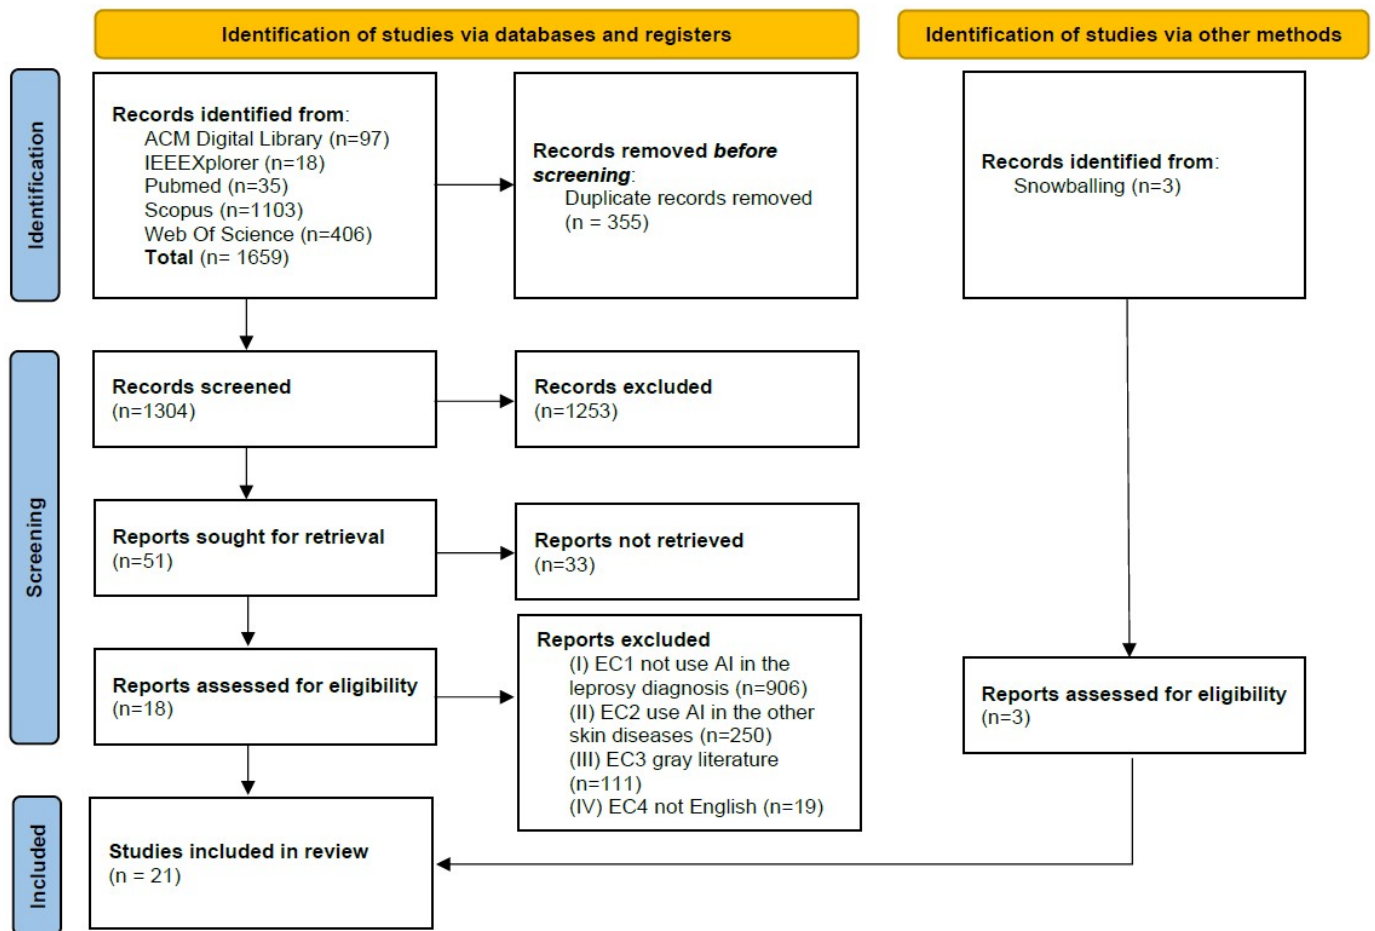 Identification of studies via databases and registers
Identification of studies via other methods
Identification
Records identified from:
ACM Digital Library (n=97)
IEEEXplorer (n=18)
Pubmed (n=35)
Scopus (n=1103)
Web Of Science (n=406)
Total (n= 1659)
Records removed before
screening:
Duplicate records removed
(n = 355)
Records identified from:
Snowballing (n=3)
Screening
Records screened
(n=1304)
Records excluded
(n=1253)
Reports sought for retrieval
(n=51)
Reports not retrieved
(n=33)
Reports assessed for eligibility
(n=18)
Reports excluded
(I) EC1 not use AI in the
leprosy diagnosis (n=906)
(II) EC2 use AI in the other
skin diseases (n=250)
(III) EC3 gray literature
(n=111)
(IV) EC4 not English (n=19)
Reports assessed for eligibility
(n=3)
Included
Studies included in review
(n = 21)